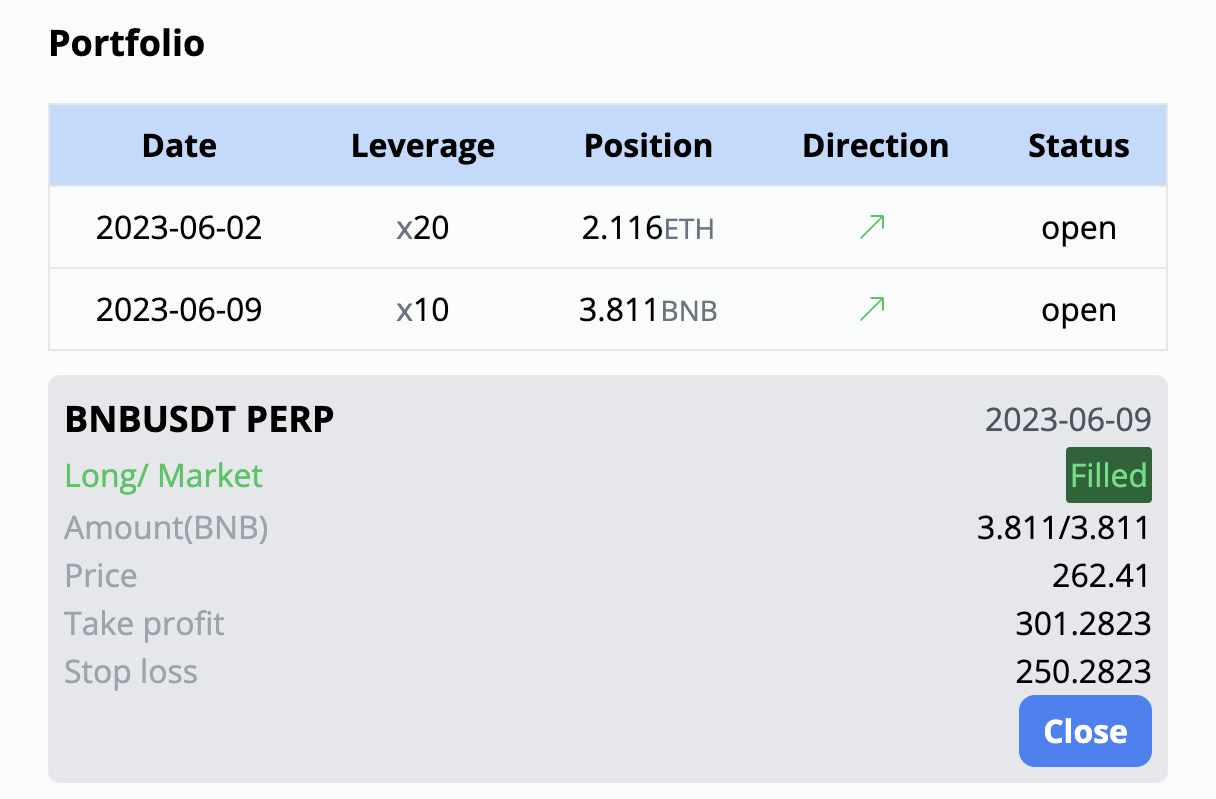 Portfolio
Date Leverage Position Direction Status
2023-06-02 x20 2.116ETH open
2023-06-09 x10 3.811BNB open
BNBUSDT PERP 2023-06-09
Long/ Market Filled
Amount(BNB) 3.811/3.811
Price 262.41
Take profit 301.2823
Stop loss 250.2823
Close